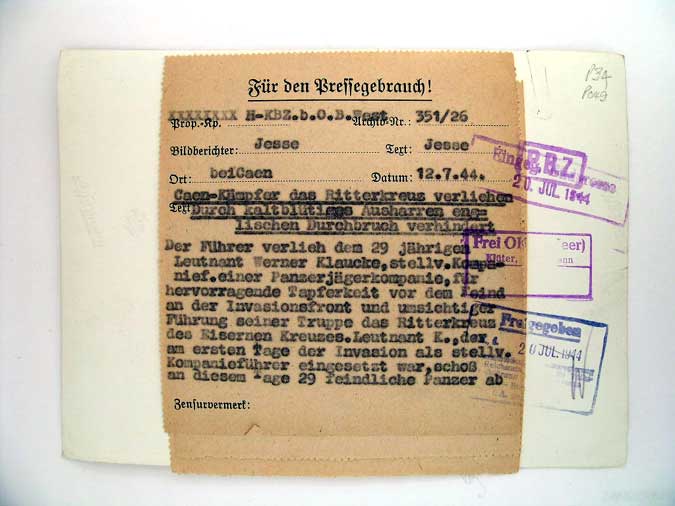 Für den Pressegebrauch!
XXXXXXXX H-KBZ.b.O.B.West
Prop.-Kp. Archiv-Nr.: 351/26
Bildberichter: Jesse Text: Jesse
Ort: beiCaen Datum: 12.7.44.
Caen-Kämpfer das Ritterkreuz verliehen
Text: Durch kaltblütiges Ausharren eng-
lischen Durchbruch verhindert
Der Führer verlieh dem 29 jährigen
Leutnant Werner Klaucke, stellv.Kompa-
nief.einer Panzerjägerkompanie, für
hervorragende Tapferkeit vor dem Feind
an der Invasionsfront und umsichtiger
Führung seiner Truppe das Ritterkreuz
des Eisernen Kreuzes.Leutnant K., der
am ersten Tage der Invasion als stellv.
Kompanieführer eingesetzt war, schoß
an diesem Tage 29 feindliche Panzer ab
Zensurvermerk:
P34
B.B.Z.
20 JUL 1944
Frei
Freigegeben
20 JUL 1944